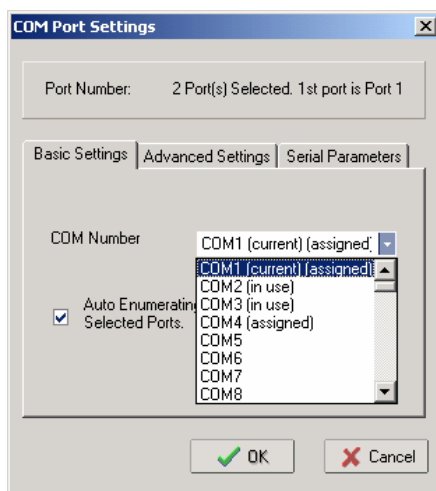 COM Port Settings
Port Number: 2 Port(s) Selected. 1st port is Port 1
Basic Settings Advanced Settings Serial Parameters
COM Number COM1 (current) (assigned)
COM1 (current) (assigned)
COM2 (in use)
Auto Enumerating COM3 (in use)
Selected Ports. COM4 (assigned)
COM5
COM6
COM7
COM8
OK Cancel